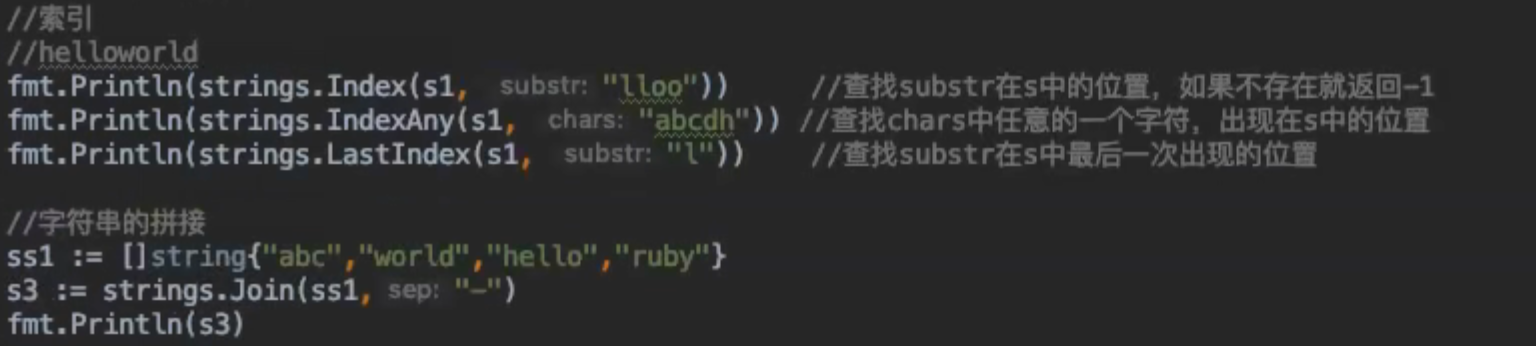 //索引
//helloworld
fmt.Println(strings.Index(s1, substr: "lloo")) //查找substr在s中的位置，如果不存在就返回-1
fmt.Println(strings.IndexAny(s1, chars: "abcdh")) //查找chars中任意的一个字符，出现在s中的位置
fmt.Println(strings.LastIndex(s1, substr: "l")) //查找substr在s中最后一次出现的位置
//字符串的拼接
ss1 := []string{"abc","world","hello","ruby"}
s3 := strings.Join(ss1, sep: "-")
fmt.Println(s3)